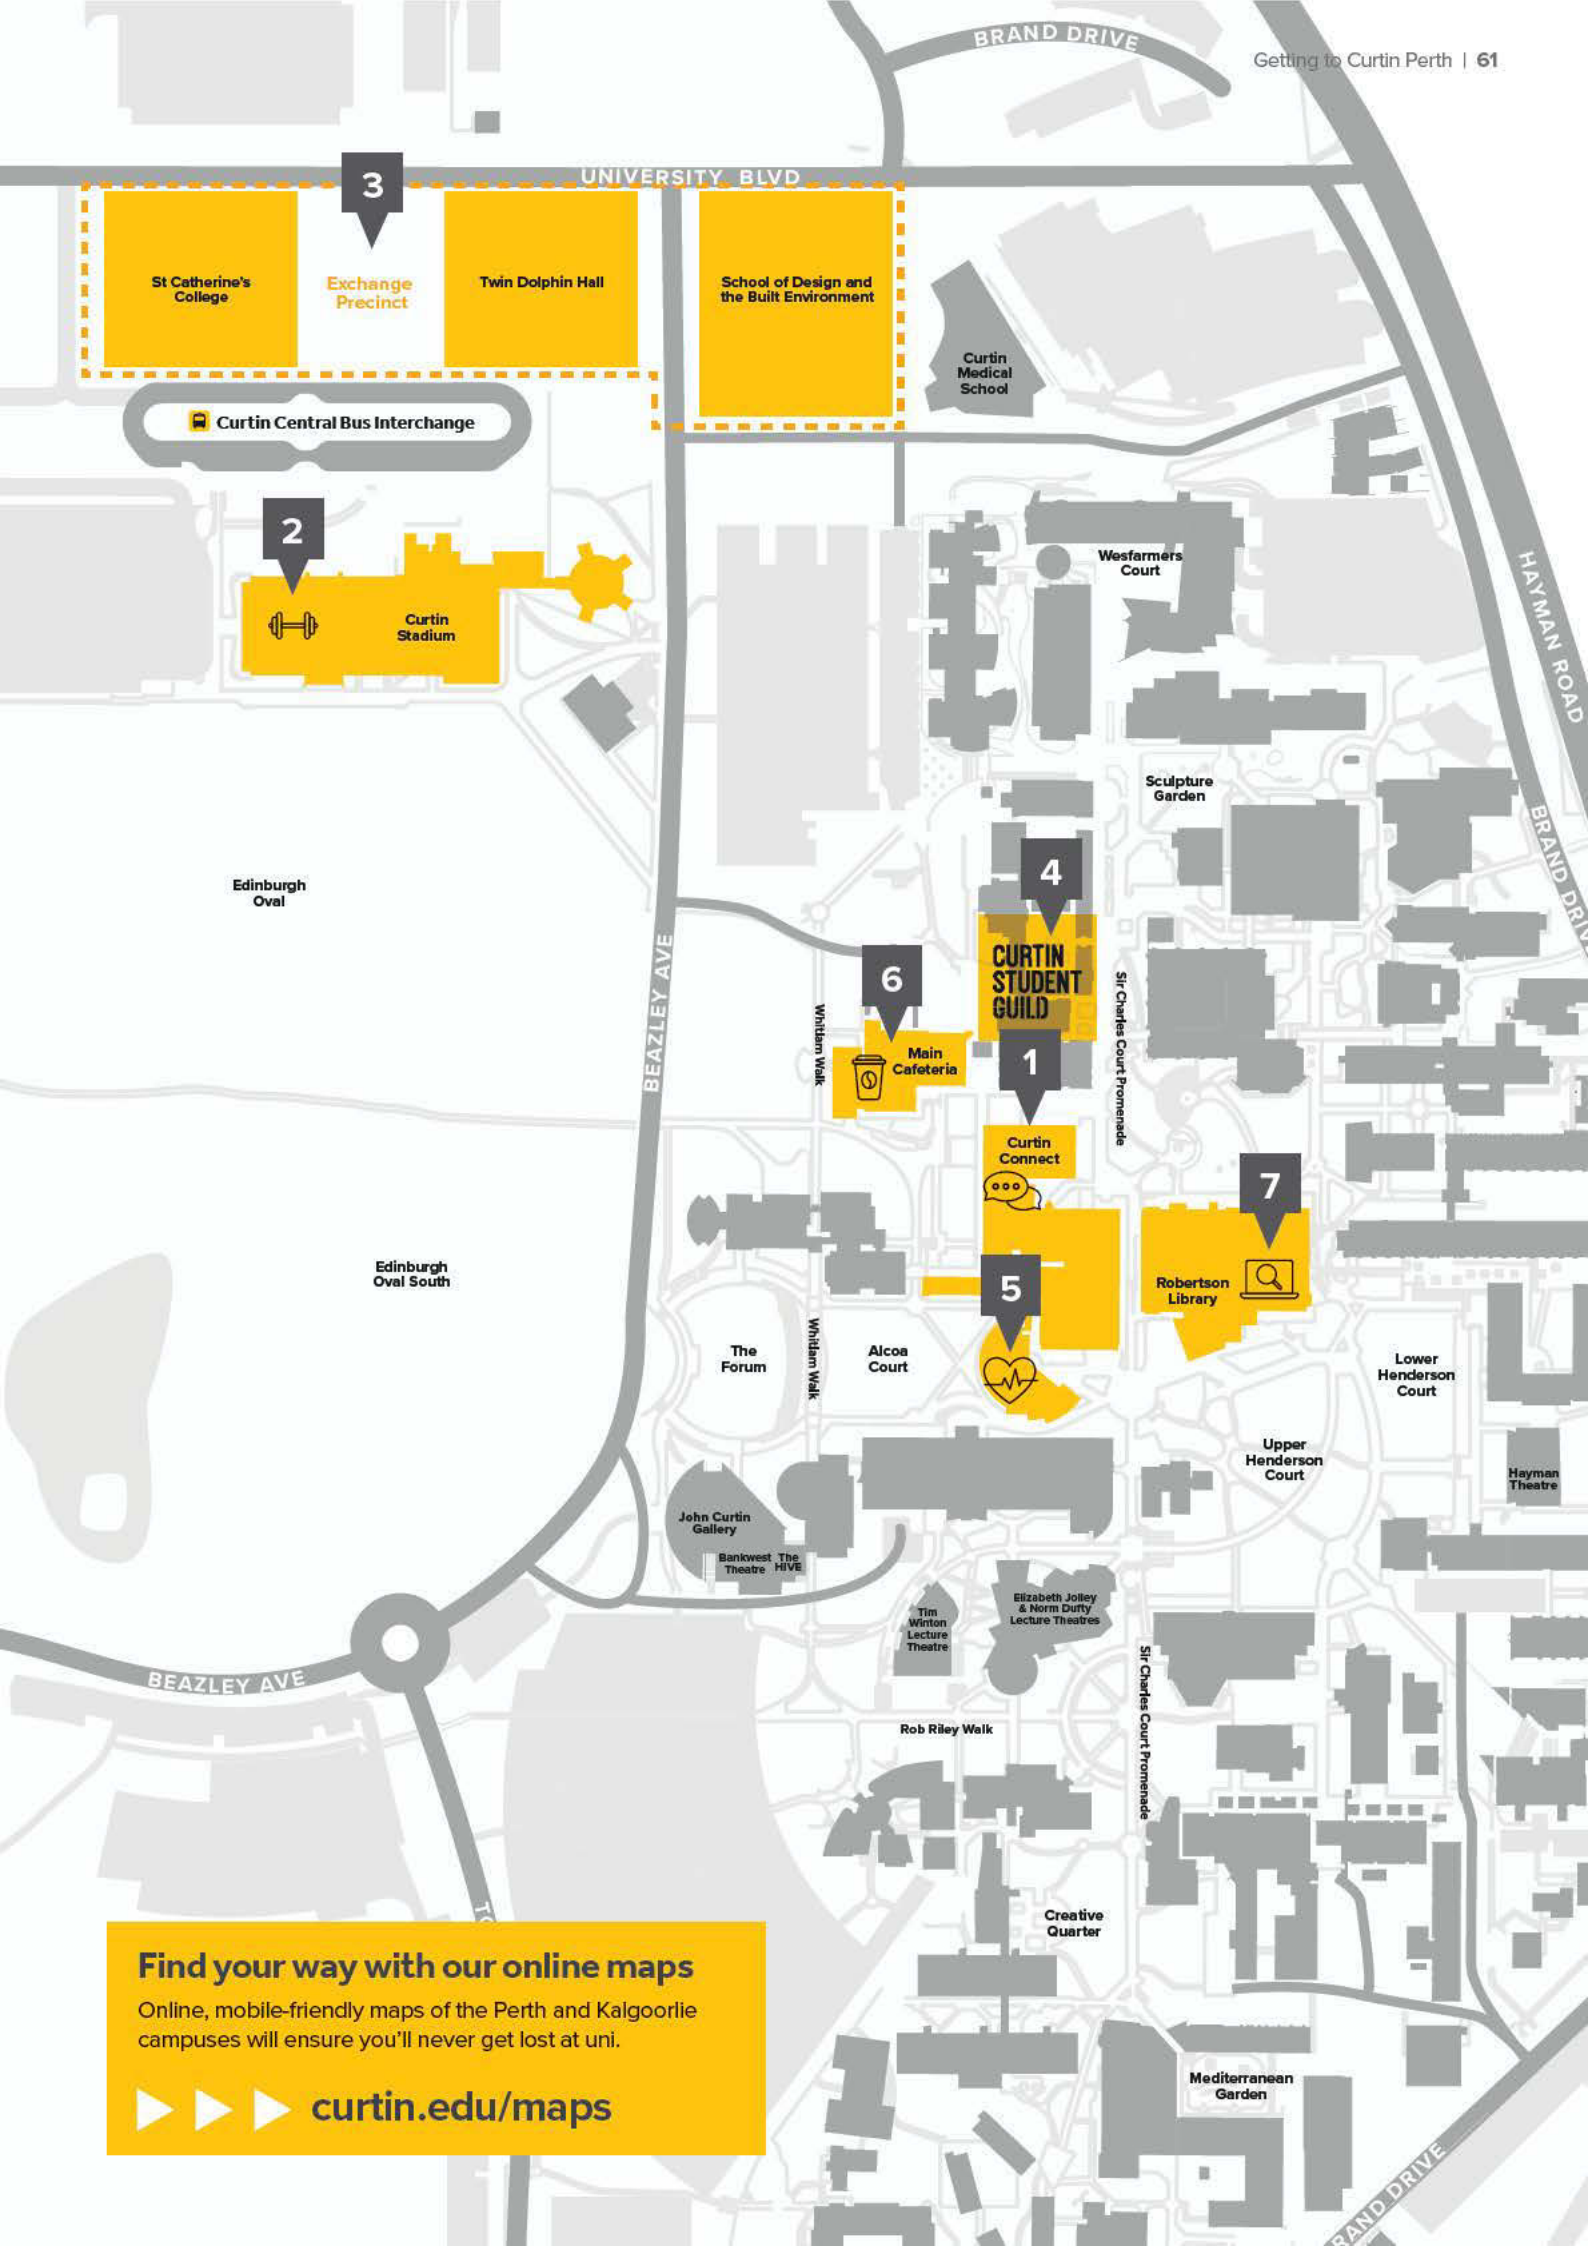 BRAND DRIVE
Getting to Curtin Perth | 61
UNIVERSITY BLVD
3
St Catherine's
College
Exchange
Precinct
Twin Dolphin Hall
School of Design and
the Built Environment
Curtin
Medical
School
Curtin Central Bus Interchange
2
Curtin
Stadium
Wesfarmers
Court
HAYMAN ROAD
Sculpture
Garden
BRAND DRIVE
4
Edinburgh
Oval
BEAZLEY AVE
CURTIN
STUDENT
GUILD
6
Main
Cafeteria
Whitlam Walk
1
Sir Charles Court Promenade
Curtin
Connect
7
Edinburgh
Oval South
5
Robertson
Library
The
Forum
Whitlam Walk
Alcoa
Court
Lower
Henderson
Court
Upper
Henderson
Court
Hayman
Theatre
John Curtin
Gallery
Bankwest
Theatre
The
HIVE
Tim
Winton
Lecture
Theatre
Elizabeth Jolley
& Norm Dufty
Lecture Theatres
BEAZLEY AVE
Sir Charles Court Promenade
Rob Riley Walk
Creative
Quarter
Find your way with our online maps
Online, mobile-friendly maps of the Perth and Kalgoorlie
campuses will ensure you'll never get lost at uni.
curtin.edu/maps
Mediterranean
Garden
DRIVE